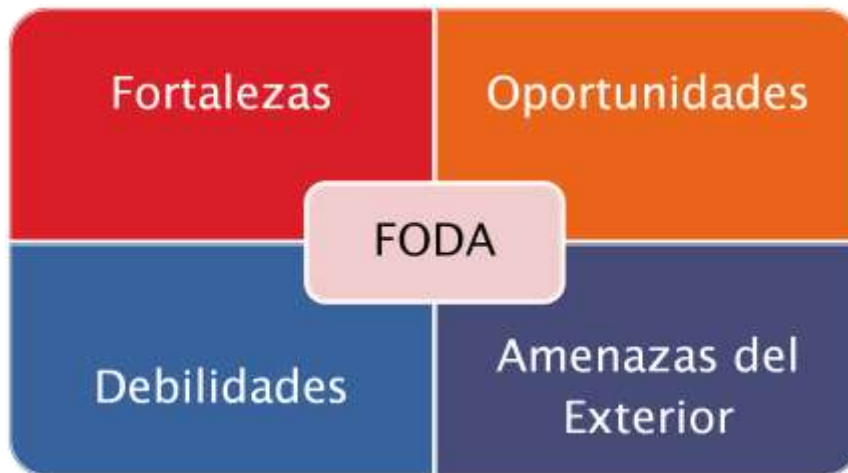 Fortalezas
Oportunidades
FODA
Debilidades
Amenazas del
Exterior